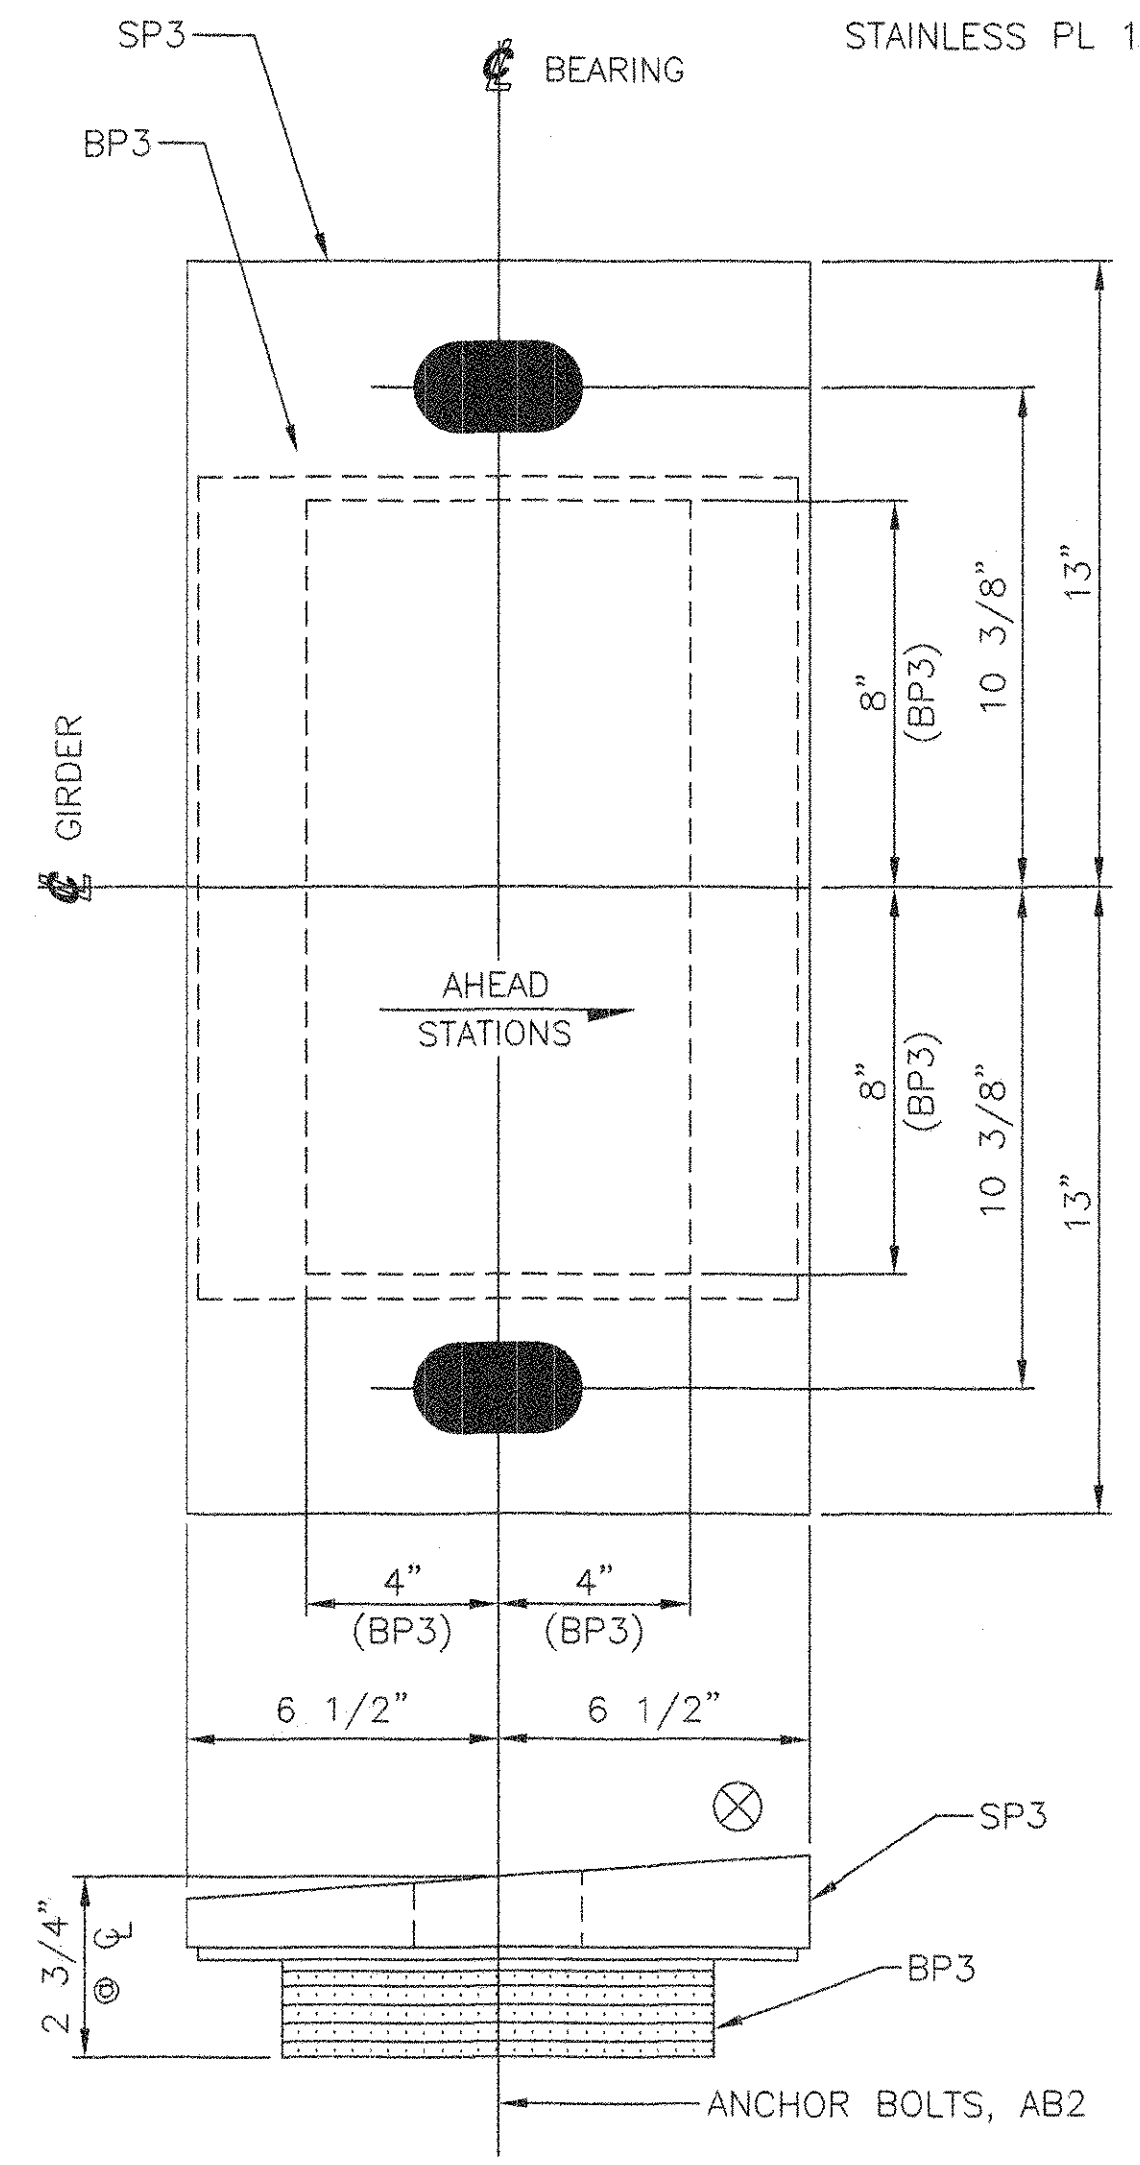 SP3
STAINLESS PL
℄ BEARING
BP3
13"
10 3/8"
8"
(BP3)
℄ GIRDER
AHEAD
STATIONS
8"
(BP3)
10 3/8"
13"
4"
(BP3)
4"
(BP3)
6 1/2"
6 1/2"
SP3
2 3/4"
@ ℄
BP3
ANCHOR BOLTS, AB2